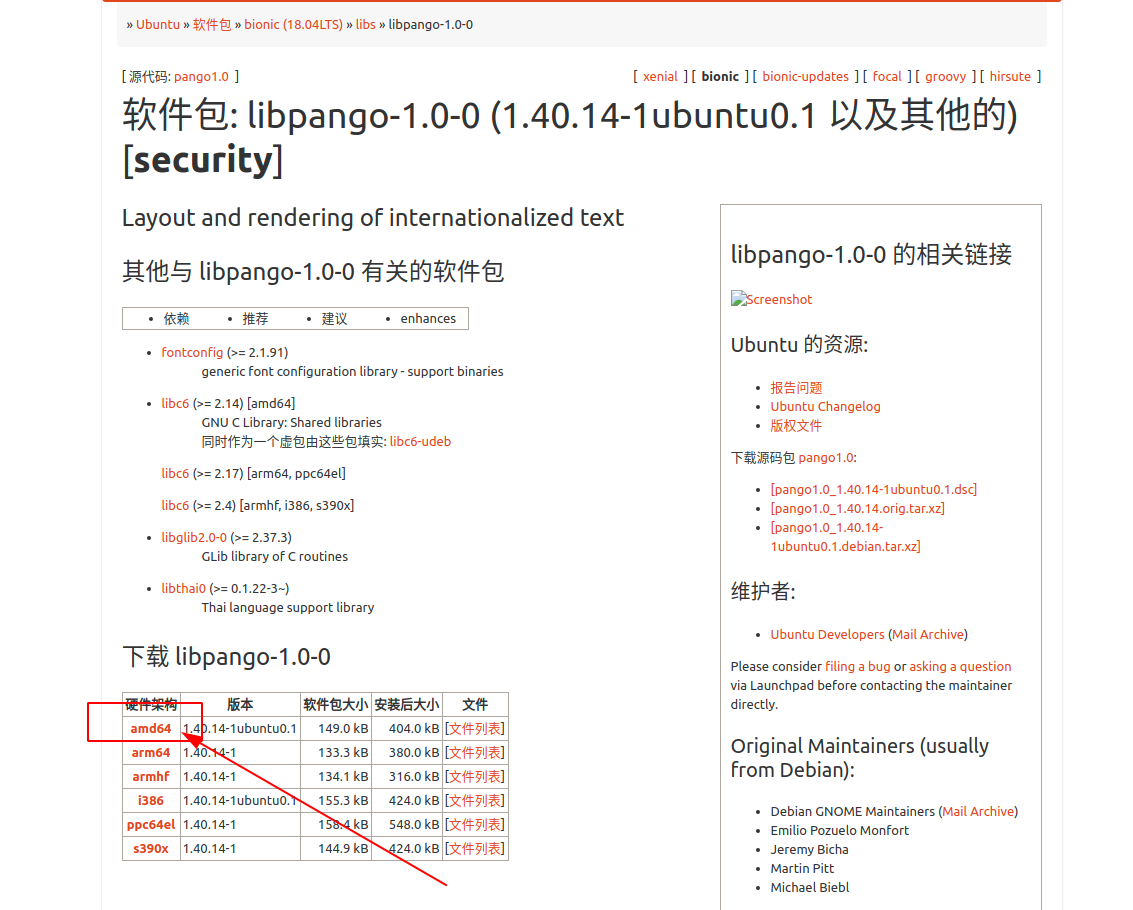 » Ubuntu » 软件包 » bionic (18.04LTS) » libs » libpango-1.0-0
[ 源代码: pango1.0 ]
[ xenial ] [ bionic ] [ bionic-updates ] [ focal ] [ groovy ] [ hirsute ]
软件包: libpango-1.0-0 (1.40.14-1ubuntu0.1 以及其他的)
[security]
Layout and rendering of internationalized text
其他与 libpango-1.0-0 有关的软件包
• 依赖 • 推荐 • 建议 • enhances
• fontconfig (>= 2.1.91)
generic font configuration library - support binaries
• libc6 (>= 2.14) [amd64]
GNU C Library: Shared libraries
同时作为一个虚包由这些包填实: libc6-udeb
libc6 (>= 2.17) [arm64, ppc64el]
libc6 (>= 2.4) [armhf, i386, s390x]
• libglib2.0-0 (>= 2.37.3)
GLib library of C routines
• libthai0 (>= 0.1.22-3~)
Thai language support library
下载 libpango-1.0-0
硬件架构 版本 软件包大小 安装后大小 文件
amd64 1.40.14-1ubuntu0.1 149.0 kB 404.0 kB [文件列表]
arm64 1.40.14-1 133.3 kB 380.0 kB [文件列表]
armhf 1.40.14-1 134.1 kB 316.0 kB [文件列表]
i386 1.40.14-1ubuntu0.1 155.3 kB 424.0 kB [文件列表]
ppc64el 1.40.14-1 158.4 kB 548.0 kB [文件列表]
s390x 1.40.14-1 144.9 kB 424.0 kB [文件列表]
libpango-1.0-0 的相关链接
Screenshot
Ubuntu 的资源:
• 报告问题
• Ubuntu Changelog
• 版权文件
下载源码包 pango1.0:
• [pango1.0_1.40.14-1ubuntu0.1.dsc]
• [pango1.0_1.40.14.orig.tar.xz]
• [pango1.0_1.40.14-
1ubuntu0.1.debian.tar.xz]
维护者:
• Ubuntu Developers (Mail Archive)
Please consider filing a bug or asking a question
via Launchpad before contacting the maintainer
directly.
Original Maintainers (usually
from Debian):
• Debian GNOME Maintainers (Mail Archive)
• Emilio Pozuelo Monfort
• Jeremy Bicha
• Martin Pitt
• Michael Biebl